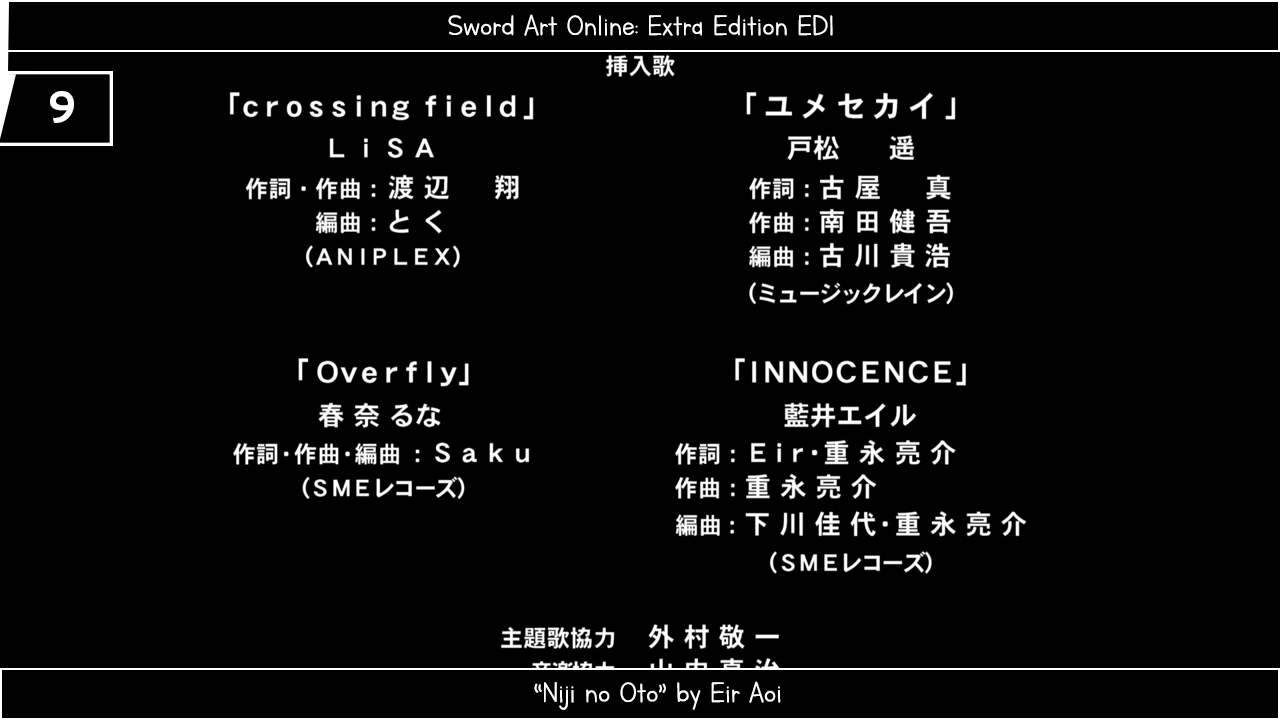 Sword Art Online: Extra Edition ED1
9
挿入歌
「crossing field」
LiSA
作詞・作曲：渡辺 翔
編曲：とく
（ANIPLEX）
「ユメセカイ」
戸松 遥
作詞：古屋 真
作曲：南田健吾
編曲：古川貴浩
（ミュージックレイン）
「Overfly」
春奈るな
作詞・作曲・編曲：Saku
（SMEレコーズ）
「INNOCENCE」
藍井エイル
作詞：Eir・重永亮介
作曲：重永亮介
編曲：下川佳代・重永亮介
（SMEレコーズ）
主題歌協力 外村敬一
“Niji no Oto” by Eir Aoi